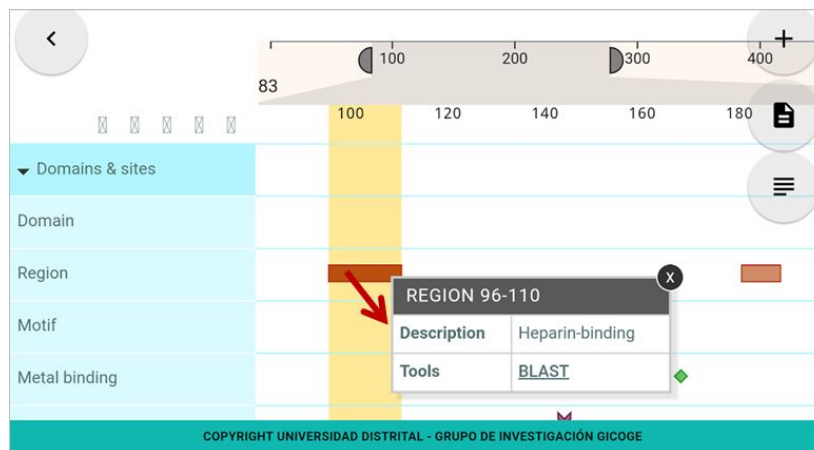 100 200 300 400
83
100 120 140 160 180
Domains & sites
Domain
Region
REGION 96-110 X
Motif
Description Heparin-binding
Tools BLAST
Metal binding
COPYRIGHT UNIVERSIDAD DISTRITAL - GRUPO DE INVESTIGACIÓN GICOGE